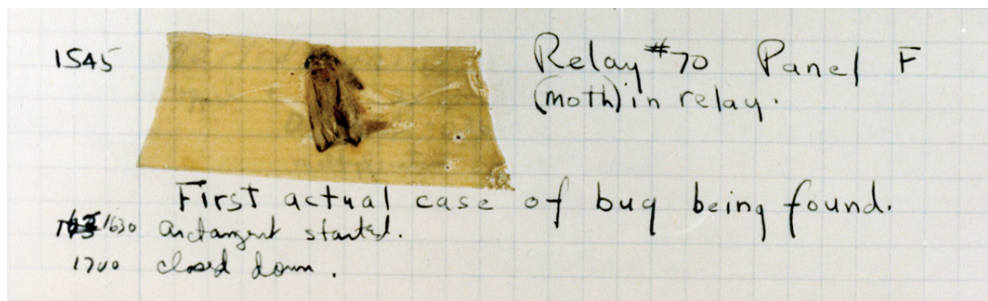 1545 Relay #70 Panel F
(moth) in relay.
First actual case of bug being found.
1630 arctangent started.
1700 closed down.